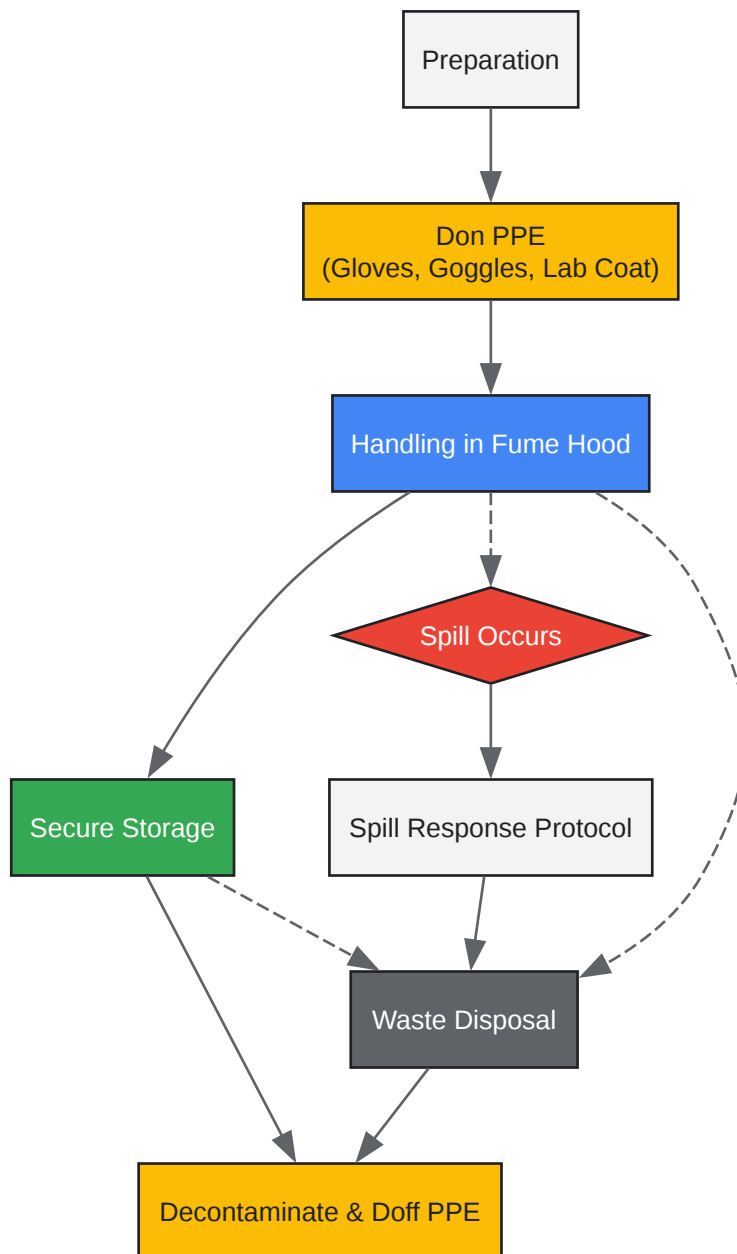 Preparation
Don PPE
(Gloves, Goggles, Lab Coat)
Handling in Fume Hood
Spill Occurs
Secure Storage
Spill Response Protocol
Waste Disposal
Decontaminate & Doff PPE